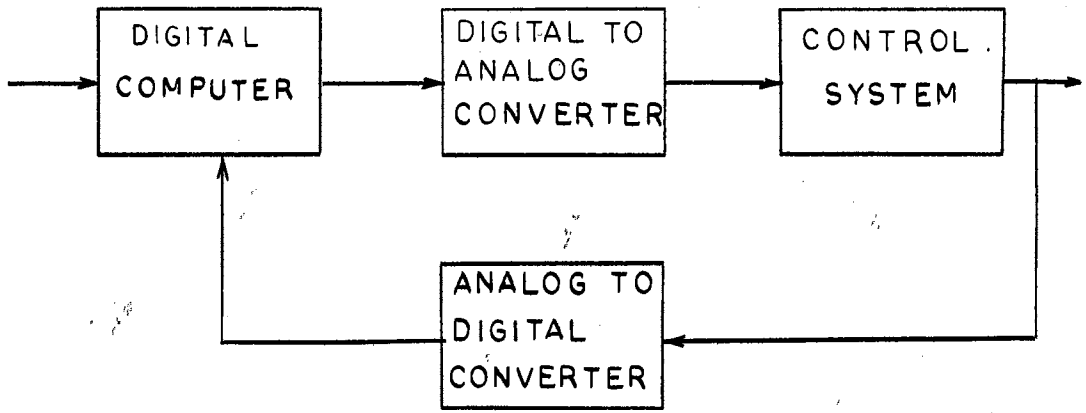 DIGITAL
COMPUTER
DIGITAL TO
ANALOG
CONVERTER
CONTROL
SYSTEM
ANALOG TO
DIGITAL
CONVERTER